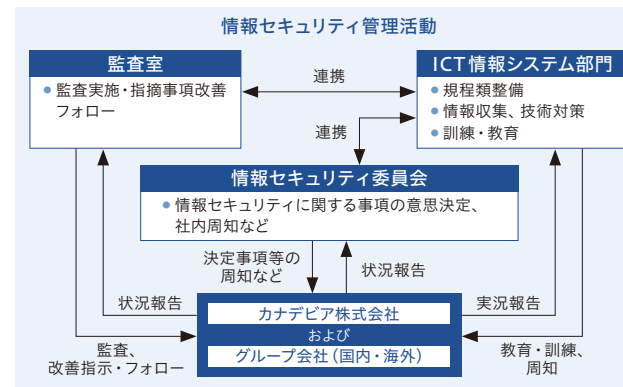 情報セキュリティ管理活動
監査室
● 監査実施・指摘事項改善
フォロー
連携
ICT情報システム部門
● 規程類整備
● 情報収集、技術対策
● 訓練・教育
連携
情報セキュリティ委員会
● 情報セキュリティに関する事項の意思決定、
社内周知など
決定事項等の
周知など
状況報告
状況報告
カナデビア株式会社
および
グループ会社（国内・海外）
実況報告
監査、
改善指示・フォロー
教育・訓練、
周知